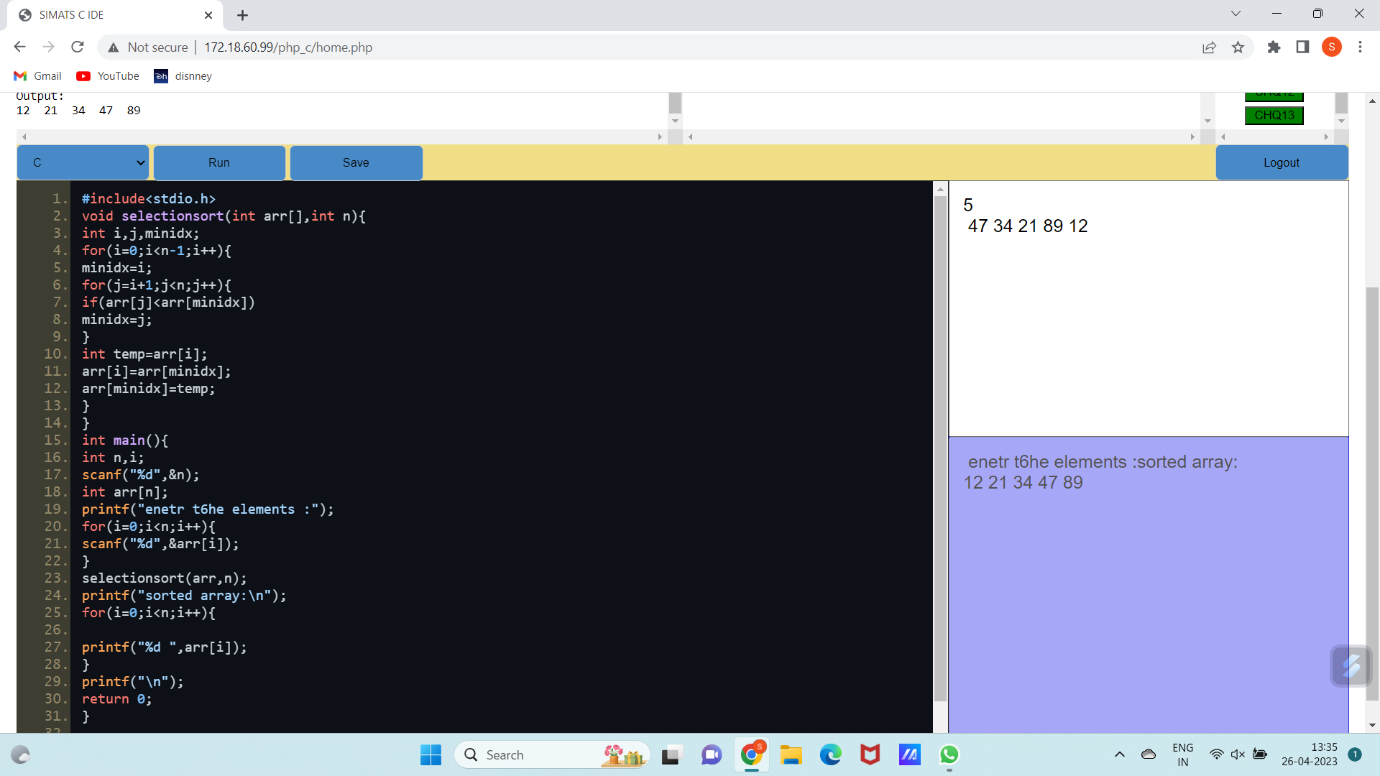 SIMATS C IDE
Not secure | 172.18.60.99/php_c/home.php
S
Gmail YouTube disnney
Output:
12 21 34 47 89
CHQ12
CHQ13
C Run Save Logout
1. #include<stdio.h>
2. void selectionsort(int arr[],int n){
3. int i,j,minidx;
4. for(i=0;i<n-1;i++){
5. minidx=i;
6. for(j=i+1;j<n;j++){
7. if(arr[j]<arr[minidx])
8. minidx=j;
9. }
10. int temp=arr[i];
11. arr[i]=arr[minidx];
12. arr[minidx]=temp;
13. }
14. }
15. int main(){
16. int n,i;
17. scanf("%d",&n);
18. int arr[n];
19. printf("enetr t6he elements :");
20. for(i=0;i<n;i++){
21. scanf("%d",&arr[i]);
22. }
23. selectionsort(arr,n);
24. printf("sorted array:\n");
25. for(i=0;i<n;i++){
26.
27. printf("%d ",arr[i]);
28. }
29. printf("\n");
30. return 0;
31. }
32.
5
47 34 21 89 12
enetr t6he elements :sorted array:
12 21 34 47 89
Search
S
ENG
IN
13:35
26-04-2023
1